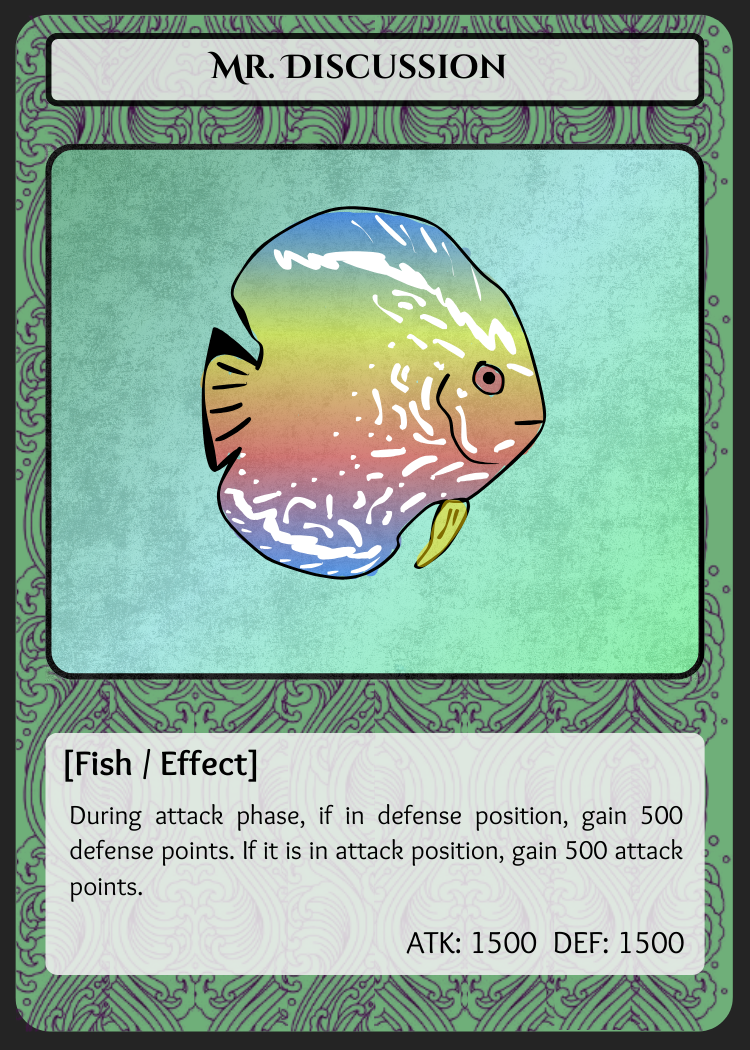 Mr. Discussion
[Fish / Effect]
During attack phase, if in defense position, gain 500
defense points. If it is in attack position, gain 500 attack
points.
ATK: 1500 DEF: 1500